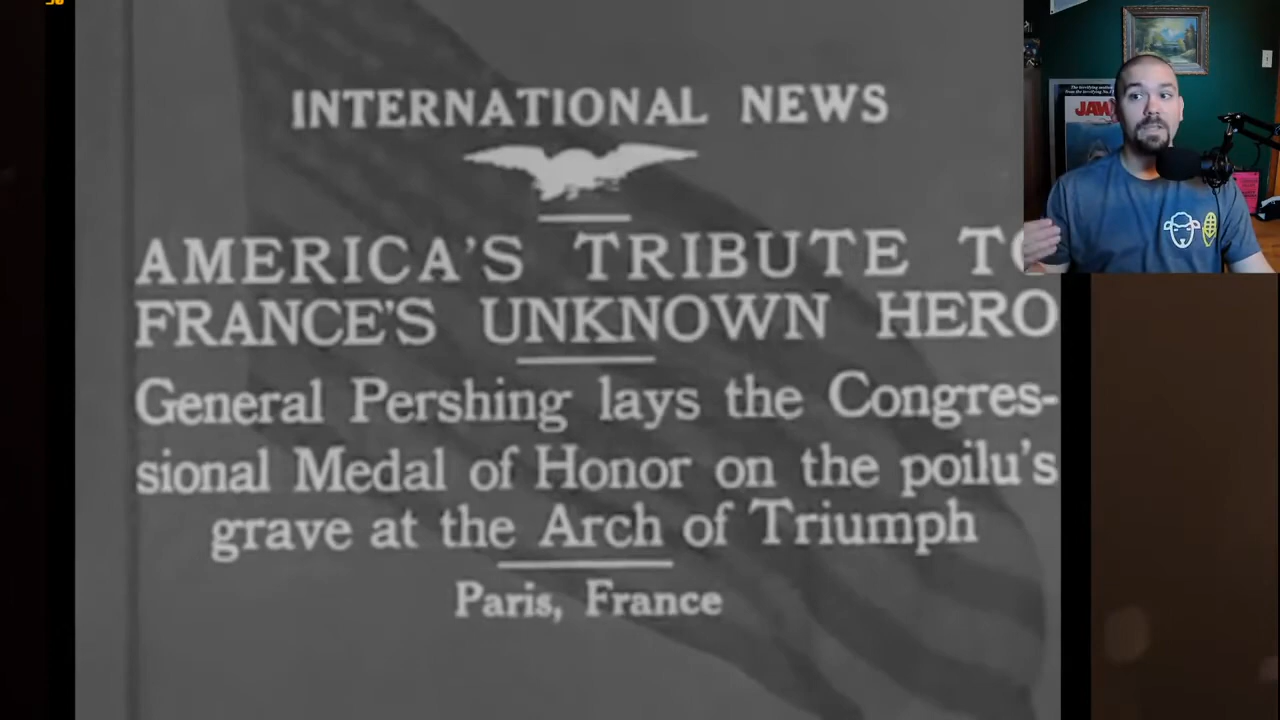 INTERNATIONAL NEWS
AMERICA'S TRIBUTE TO
FRANCE'S UNKNOWN HERO
General Pershing lays the Congres-
sional Medal of Honor on the poilu's
grave at the Arch of Triumph
Paris, France
JAW